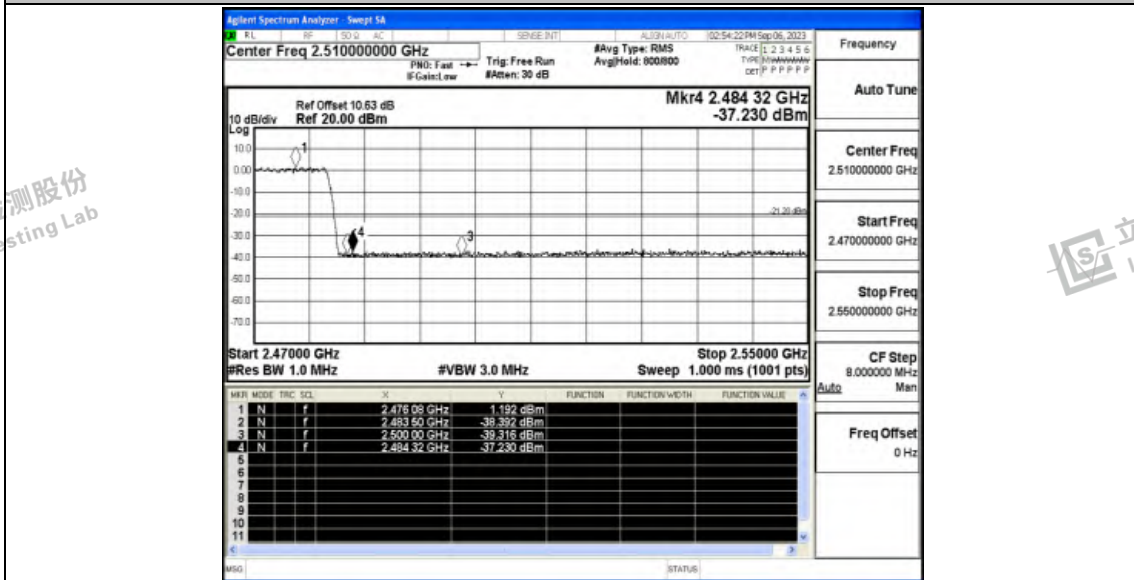 Agilent Spectrum Analyzer - Swept SA
RL RF 50 Ω AC SENSE:INT ALIGN AUTO 02:54:22 PM Sep 06, 2023
Center Freq 2.510000000 GHz
PNO: Fast
IFGain:Low
Trig: Free Run
#Atten: 30 dB
#Avg Type: RMS
Avg|Hold: 800/800
TRACE 1 2 3 4 5 6
TYPE
DET P P P P P P
Ref Offset 10.63 dB
Ref 20.00 dBm
10 dB/div
Log
Mkr4 2.484 32 GHz
-37.230 dBm
10.0
0.00
-10.0
-20.0
-30.0
-40.0
-50.0
-60.0
-70.0
1
4
3
-21.20 dBm
Start 2.47000 GHz Stop 2.55000 GHz
#Res BW 1.0 MHz #VBW 3.0 MHz Sweep 1.000 ms (1001 pts)
MKR MODE TRC SCL X Y FUNCTION FUNCTION WIDTH FUNCTION VALUE
1 N f 2.476 08 GHz 1.192 dBm
2 N f 2.483 50 GHz -38.392 dBm
3 N f 2.500 00 GHz -39.316 dBm
4 N f 2.484 32 GHz -37.230 dBm
5
6
7
8
9
10
11
MSG STATUS
Frequency
Auto Tune
Center Freq
2.510000000 GHz
Start Freq
2.470000000 GHz
Stop Freq
2.550000000 GHz
CF Step
8.000000 MHz
Auto Man
Freq Offset
0 Hz
测股份
esting Lab
立